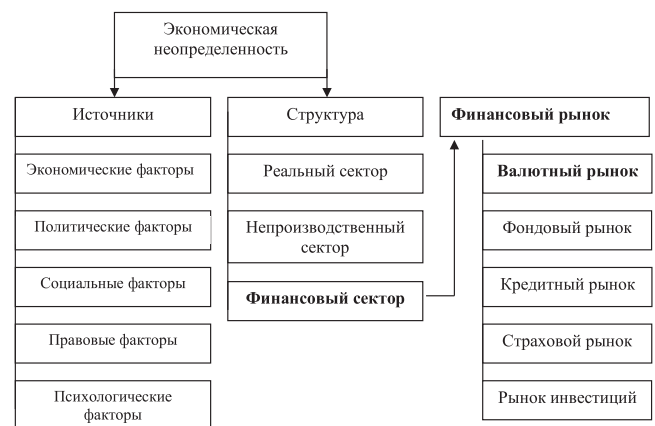 Экономическая
неопределенность
Источники
Структура
Финансовый рынок
Экономические факторы
Реальный сектор
Валютный рынок
Политические факторы
Непроизводственный
сектор
Фондовый рынок
Социальные факторы
Финансовый сектор
Кредитный рынок
Правовые факторы
Страховой рынок
Психологические
факторы
Рынок инвестиций